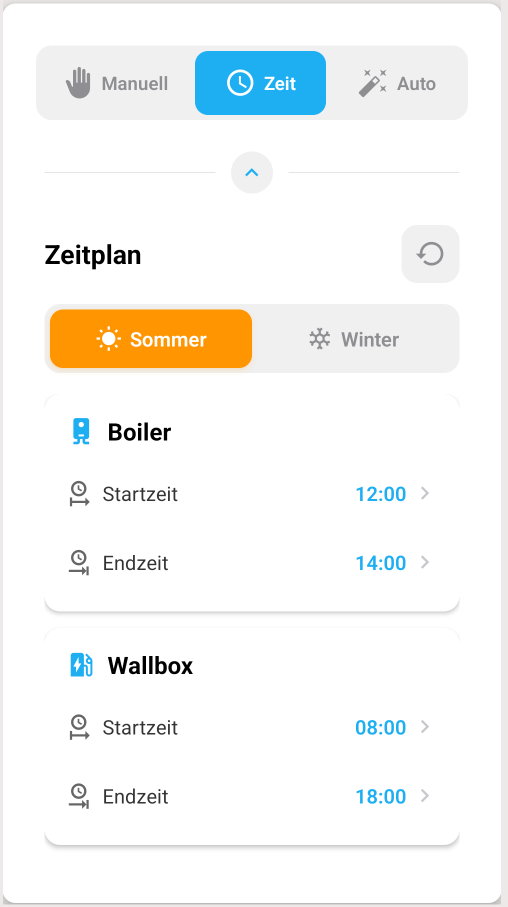 Manuell Zeit Auto
Zeitplan
Sommer Winter
Boiler
Startzeit 12:00
Endzeit 14:00
Wallbox
Startzeit 08:00
Endzeit 18:00